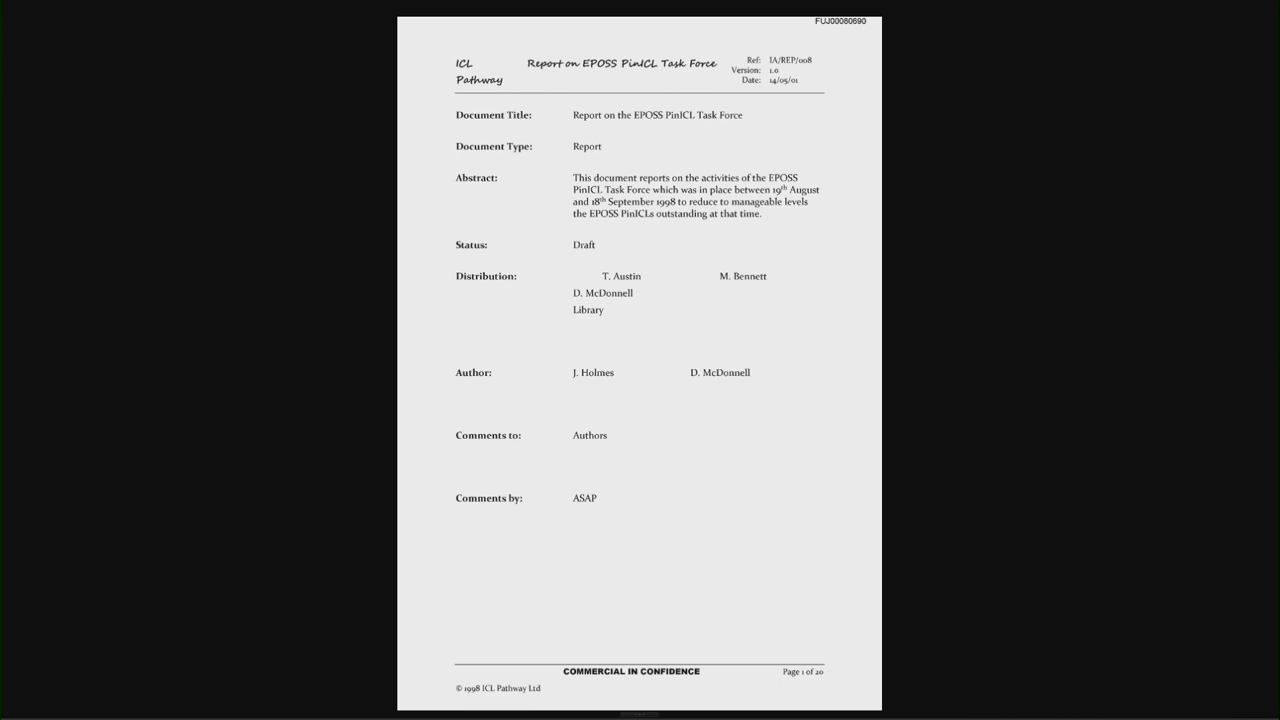 FUJ00080690
ICL Pathway Report on EPOSS PinICL Task Force Ref: IA/REP/008
Version: 1.0
Date: 14/05/01
Document Title: Report on the EPOSS PinICL Task Force
Document Type: Report
Abstract: This document reports on the activities of the EPOSS
PinICL Task Force which was in place between 19th August
and 18th September 1998 to reduce to manageable levels
the EPOSS PinICLs outstanding at that time.
Status: Draft
Distribution: T. Austin M. Bennett
D. McDonnell
Library
Author: J. Holmes D. McDonnell
Comments to: Authors
Comments by: ASAP
COMMERCIAL IN CONFIDENCE Page 1 of 20
© 1998 ICL Pathway Ltd